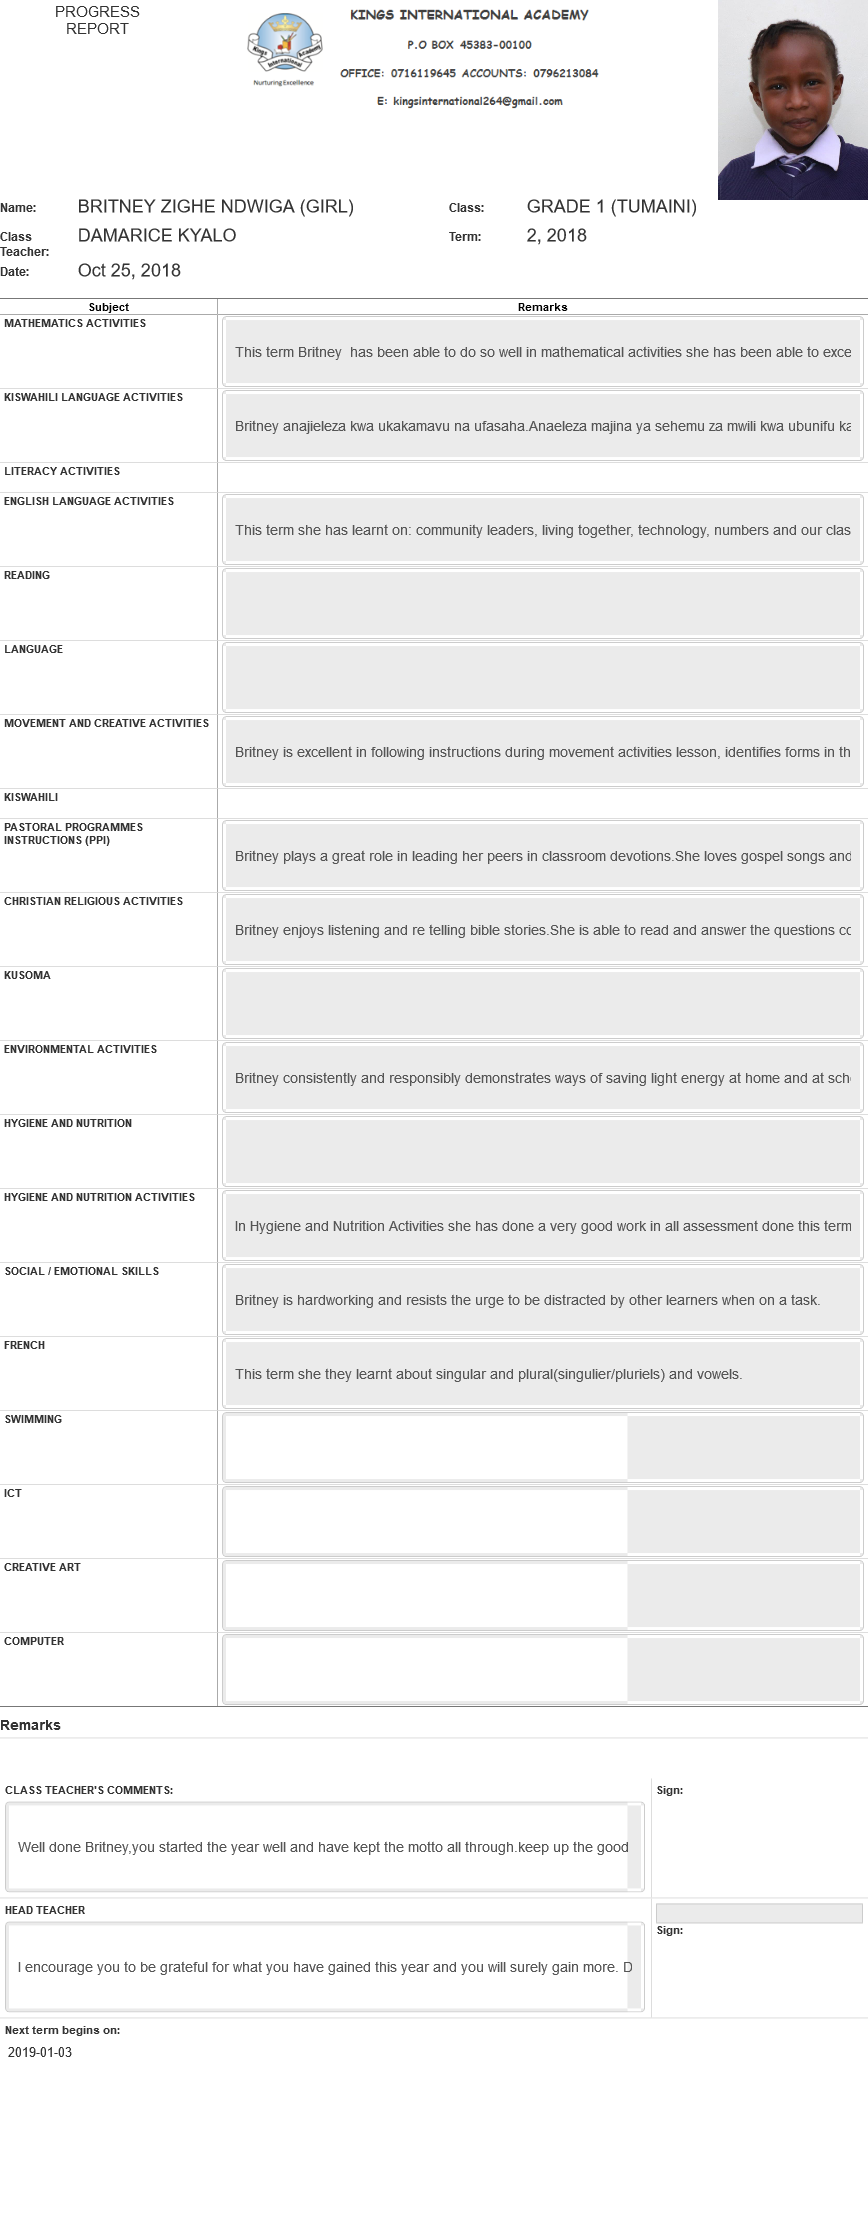 PROGRESS
REPORT
KINGS INTERNATIONAL ACADEMY
P.O BOX 45383-00100
OFFICE: 0716119645 ACCOUNTS: 0796213084
E: kingsinternational264@gmail.com
Kings International Academy
Nurturing Excellence
Name: BRITNEY ZIGHE NDWIGA (GIRL) Class: GRADE 1 (TUMAINI)
Class Teacher: DAMARICE KYALO Term: 2, 2018
Date: Oct 25, 2018
Subject Remarks
MATHEMATICS ACTIVITIES
This term Britney  has been able to do so well in mathematical activities she has been able to exce
KISWAHILI LANGUAGE ACTIVITIES
Britney anajieleza kwa ukakamavu na ufasaha.Anaeleza majina ya sehemu za mwili kwa ubunifu ka
LITERACY ACTIVITIES
ENGLISH LANGUAGE ACTIVITIES
This term she has learnt on: community leaders, living together, technology, numbers and our clas
READING
LANGUAGE
MOVEMENT AND CREATIVE ACTIVITIES
Britney is excellent in following instructions during movement activities lesson, identifies forms in th
KISWAHILI
PASTORAL PROGRAMMES
INSTRUCTIONS (PPI)
Britney plays a great role in leading her peers in classroom devotions.She loves gospel songs and
CHRISTIAN RELIGIOUS ACTIVITIES
Britney enjoys listening and re telling bible stories.She is able to read and answer the questions co
KUSOMA
ENVIRONMENTAL ACTIVITIES
Britney consistently and responsibly demonstrates ways of saving light energy at home and at sch
HYGIENE AND NUTRITION
HYGIENE AND NUTRITION ACTIVITIES
In Hygiene and Nutrition Activities she has done a very good work in all assessment done this term
SOCIAL / EMOTIONAL SKILLS
Britney is hardworking and resists the urge to be distracted by other learners when on a task.
FRENCH
This term she they learnt about singular and plural(singulier/pluriels) and vowels.
SWIMMING
ICT
CREATIVE ART
COMPUTER
Remarks
CLASS TEACHER'S COMMENTS: Sign:
Well done Britney,you started the year well and have kept the motto all through.keep up the good
HEAD TEACHER
Sign:
I encourage you to be grateful for what you have gained this year and you will surely gain more. D
Next term begins on:
2019-01-03